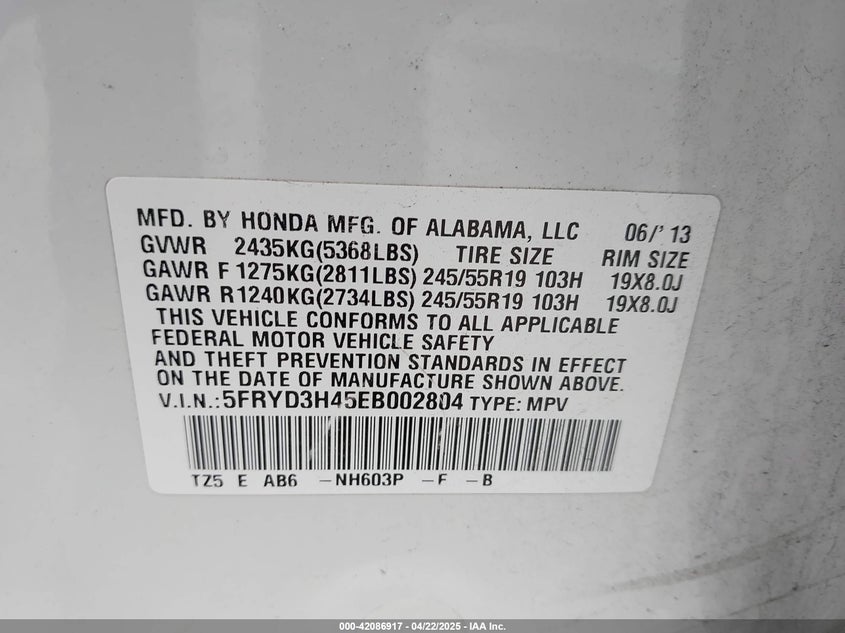 MFD. BY HONDA MFG. OF ALABAMA, LLC 06/'13
GVWR 2435KG(5368LBS) TIRE SIZE RIM SIZE
GAWR F 1275KG(2811LBS) 245/55R19 103H 19X8.0J
GAWR R 1240KG(2734LBS) 245/55R19 103H 19X8.0J
THIS VEHICLE CONFORMS TO ALL APPLICABLE
FEDERAL MOTOR VEHICLE SAFETY
AND THEFT PREVENTION STANDARDS IN EFFECT
ON THE DATE OF MANUFACTURE SHOWN ABOVE.
V.I.N.: 5FRYD3H45EB002804 TYPE: MPV
TZ5 E AB6 -NH603P -F -B
000-42086917 - 04/22/2025 - IAA Inc.